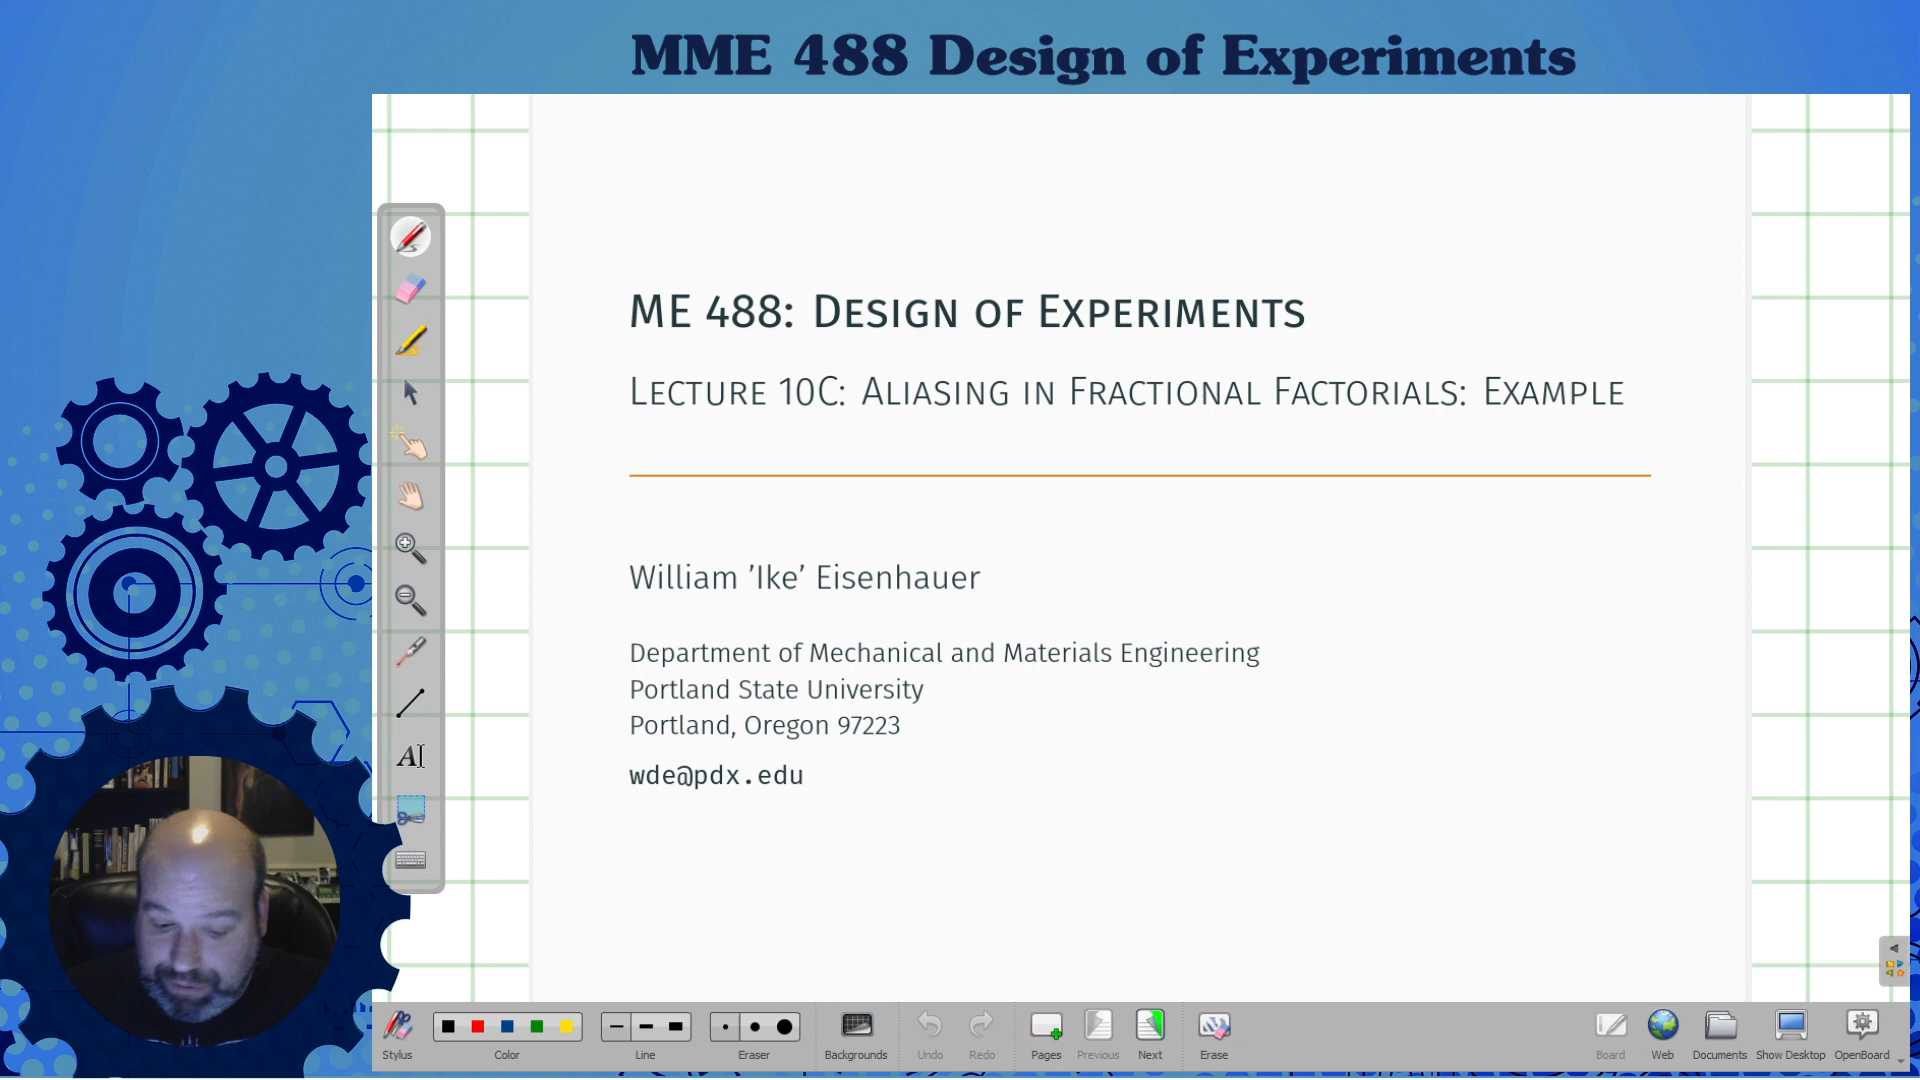 MME 488 Design of Experiments
ME 488: Design of Experiments
Lecture 10C: Aliasing in Fractional Factorials: Example
William ’Ike’ Eisenhauer
Department of Mechanical and Materials Engineering
Portland State University
Portland, Oregon 97223
wde@pdx.edu
AI
Stylus
Color
Line
Eraser
Backgrounds
Undo
Redo
Pages
Previous
Next
Erase
Board
Web
Documents
Show Desktop
OpenBoard